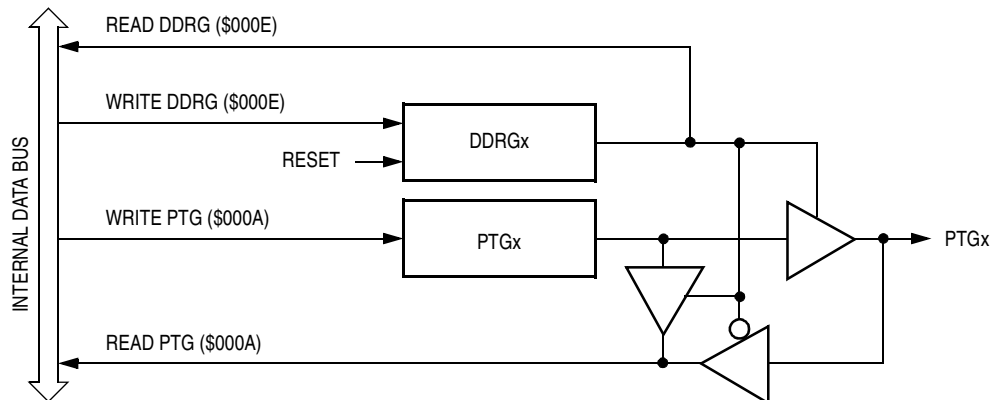 READ DDRG ($000E)
WRITE DDRG ($000E)
DDRGx
RESET
INTERNAL DATA BUS
WRITE PTG ($000A)
PTGx
PTGx
READ PTG ($000A)